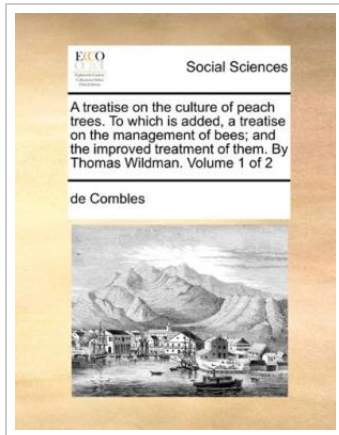 ECCO
Social Sciences
A treatise on the culture of peach
trees. To which is added, a treatise
on the management of bees; and
the improved treatment of them. By
Thomas Wildman. Volume 1 of 2
de Combles